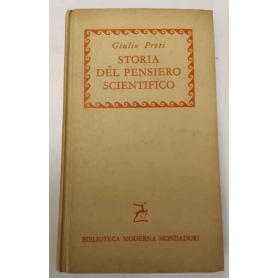 Giulio Preti
STORIA
DEL PENSIERO
SCIENTIFICO
BIBLIOTECA MODERNA MONDADORI